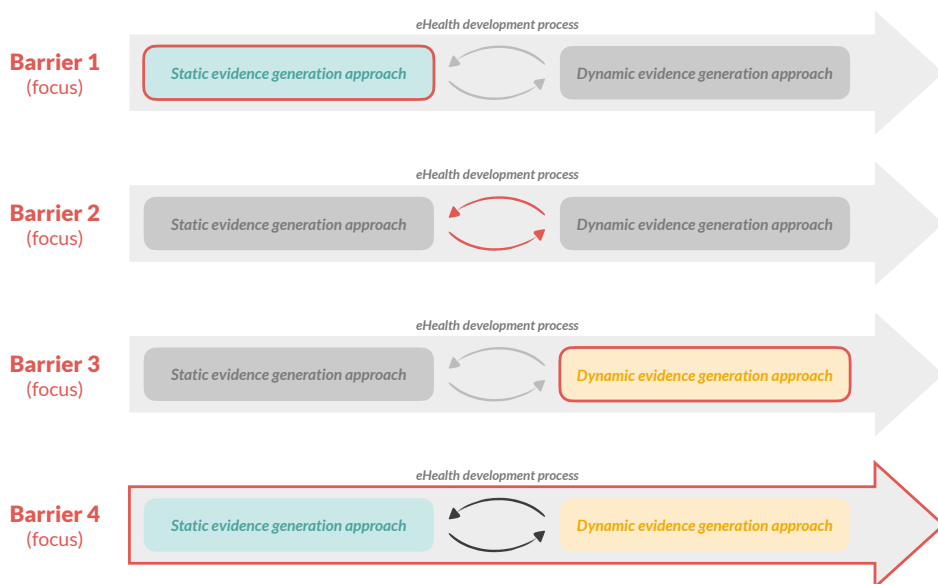 eHealth development process
Barrier 1
(focus)
Static evidence generation approach
Dynamic evidence generation approach
eHealth development process
Barrier 2
(focus)
Static evidence generation approach
Dynamic evidence generation approach
eHealth development process
Barrier 3
(focus)
Static evidence generation approach
Dynamic evidence generation approach
eHealth development process
Barrier 4
(focus)
Static evidence generation approach
Dynamic evidence generation approach